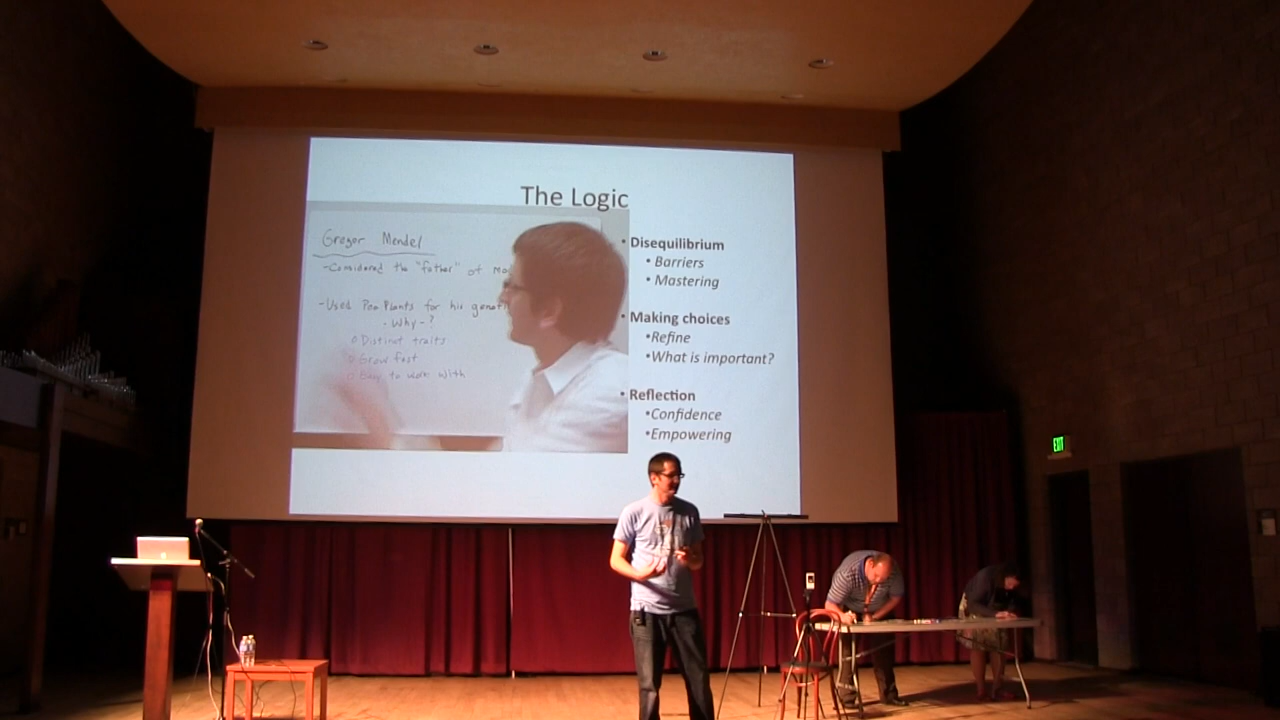 The Logic
Gregor Mendel
-Considered the "father" of
-Used Pea Plants for his
-Why-?
Distinct traits
Grow fast
Easy to work with
• Disequilibrium
• Barriers
• Mastering
• Making choices
•Refine
•What is important?
• Reflection
•Confidence
•Empowering
EXIT